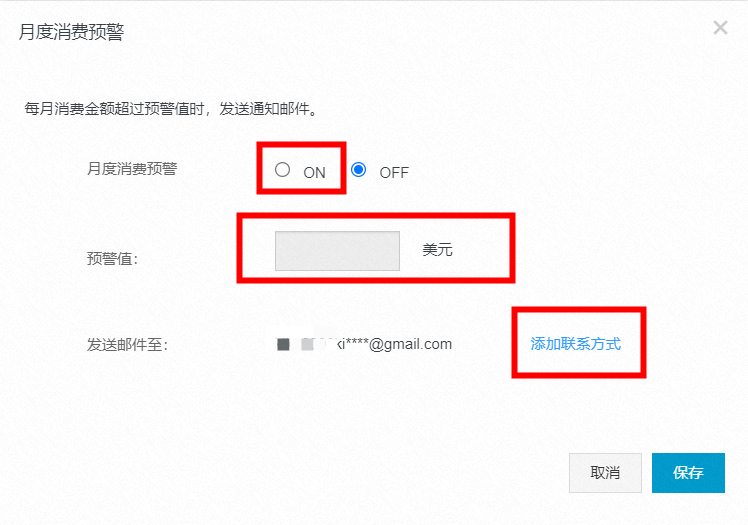 月度消费预警
每月消费金额超过预警值时，发送通知邮件。
月度消费预警 ON OFF
预警值： 美元
发送邮件至： ki****@gmail.com 添加联系方式
取消 保存